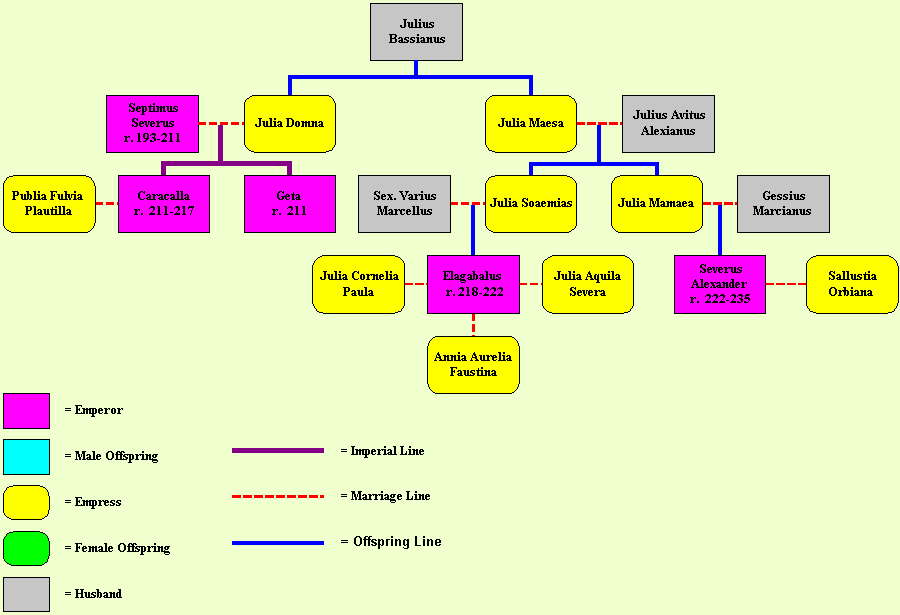 Julius
Bassianus
Septimus
Severus
r. 193-211
Julia Domna
Julia Maesa
Julius Avitus
Alexianus
Publia Fulvia
Plautilla
Caracalla
r. 211-217
Geta
r. 211
Sex. Varius
Marcellus
Julia Soaemias
Julia Mamaea
Gessius
Marcianus
Julia Cornelia
Paula
Elagabalus
r. 218-222
Julia Aquila
Severa
Severus
Alexander
r. 222-235
Sallustia
Orbiana
Annia Aurelia
Faustina
= Emperor
= Male Offspring
= Empress
= Female Offspring
= Husband
= Imperial Line
= Marriage Line
= Offspring Line